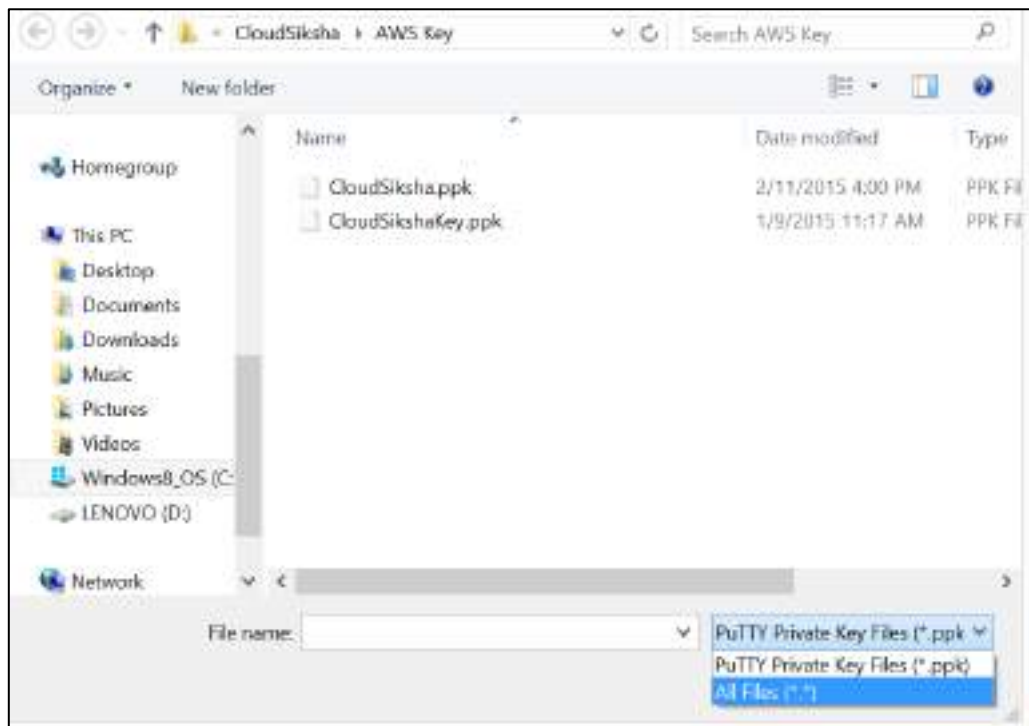 CloudSiksha AWS Key Search AWS Key
Organize New folder
Name Date modified Type
Homegroup
CloudSiksha.ppk 2/11/2015 4:00 PM PPK Fil
CloudSikshaKey.ppk 1/9/2015 11:17 AM PPK Fil
This PC
Desktop
Documents
Downloads
Music
Pictures
Videos
Windows8_OS (C:
LENOVO (D:)
Network
File name: PuTTY Private Key Files (*.ppk
PuTTY Private Key Files (*.ppk)
All Files (*.*)